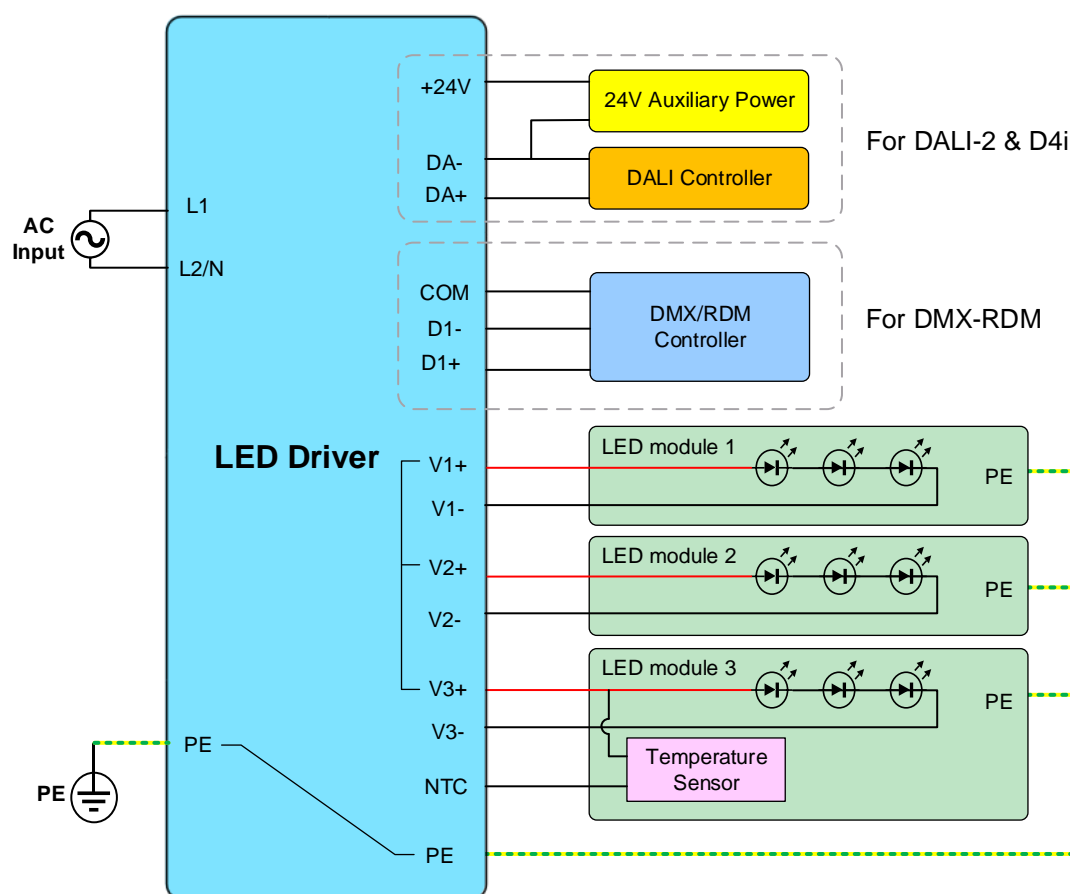 +24V
24V Auxiliary Power
For DALI-2 & D4i
DA-
DALI Controller
DA+
L1
AC
Input
L2/N
COM
DMX/RDM
Controller
For DMX-RDM
D1-
D1+
LED Driver
LED module 1
V1+
PE
V1-
LED module 2
V2+
PE
V2-
LED module 3
V3+
PE
V3-
Temperature
Sensor
PE
NTC
PE
PE